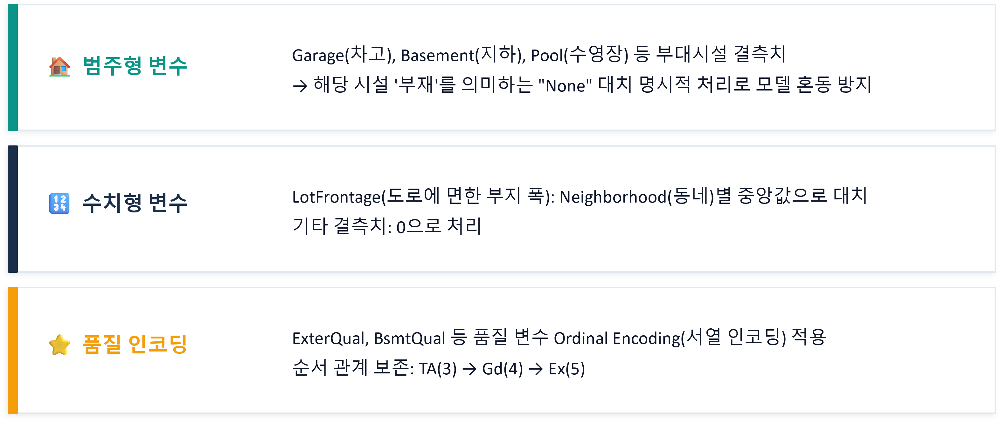 범주형 변수
Garage(차고), Basement(지하), Pool(수영장) 등 부대시설 결측치
→ 해당 시설 '부재'를 의미하는 "None" 대치 명시적 처리로 모델 혼동 방지
수치형 변수
LotFrontage(도로에 면한 부지 폭): Neighborhood(동네)별 중앙값으로 대치
기타 결측치: 0으로 처리
품질 인코딩
ExterQual, BsmtQual 등 품질 변수 Ordinal Encoding(서열 인코딩) 적용
순서 관계 보존: TA(3) → Gd(4) → Ex(5)